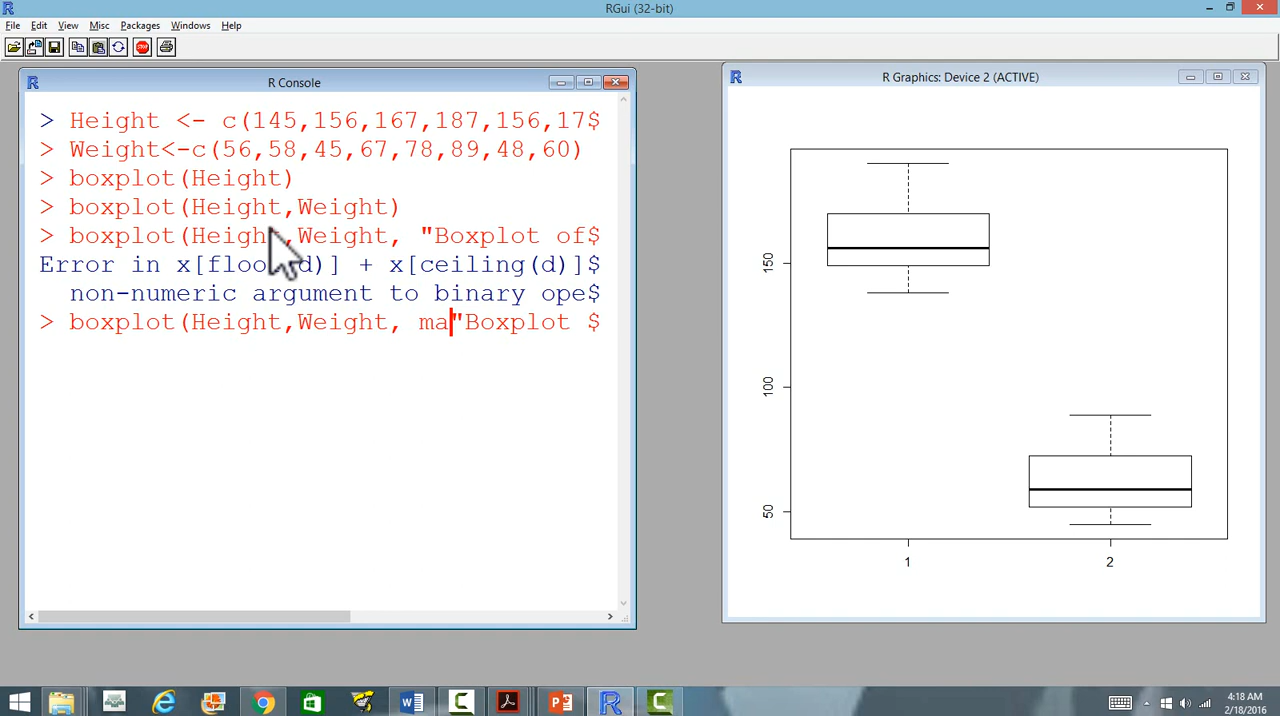 RGui (32-bit)
File Edit View Misc Packages Windows Help
R Console
> Height <- c(145,156,167,187,156,17$
> Weight<-c(56,58,45,67,78,89,48,60)
> boxplot(Height)
> boxplot(Height,Weight)
> boxplot(Height,Weight, "Boxplot of$
Error in x[floo d)] + x[ceiling(d)]$
non-numeric argument to binary ope$
> boxplot(Height,Weight, ma"Boxplot $
R Graphics: Device 2 (ACTIVE)
150
100
50
1 2
4:18 AM
2/18/2016